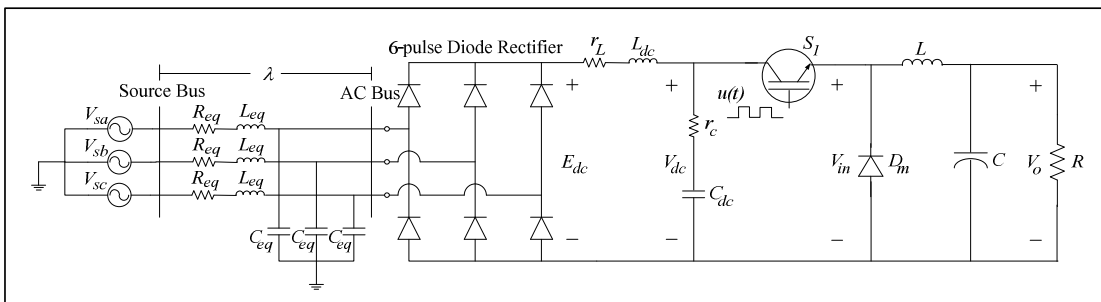 6-pulse Diode Rectifier
r_L
L_dc
S_1
L
λ
Source Bus
AC Bus
u(t)
V_sa
R_eq
L_eq
V_sb
R_eq
L_eq
V_sc
R_eq
L_eq
+
+
+
+
r_c
E_dc
V_dc
C_dc
V_in
D_m
C
V_o
R
C_eq
C_eq
C_eq
−
−
−
−